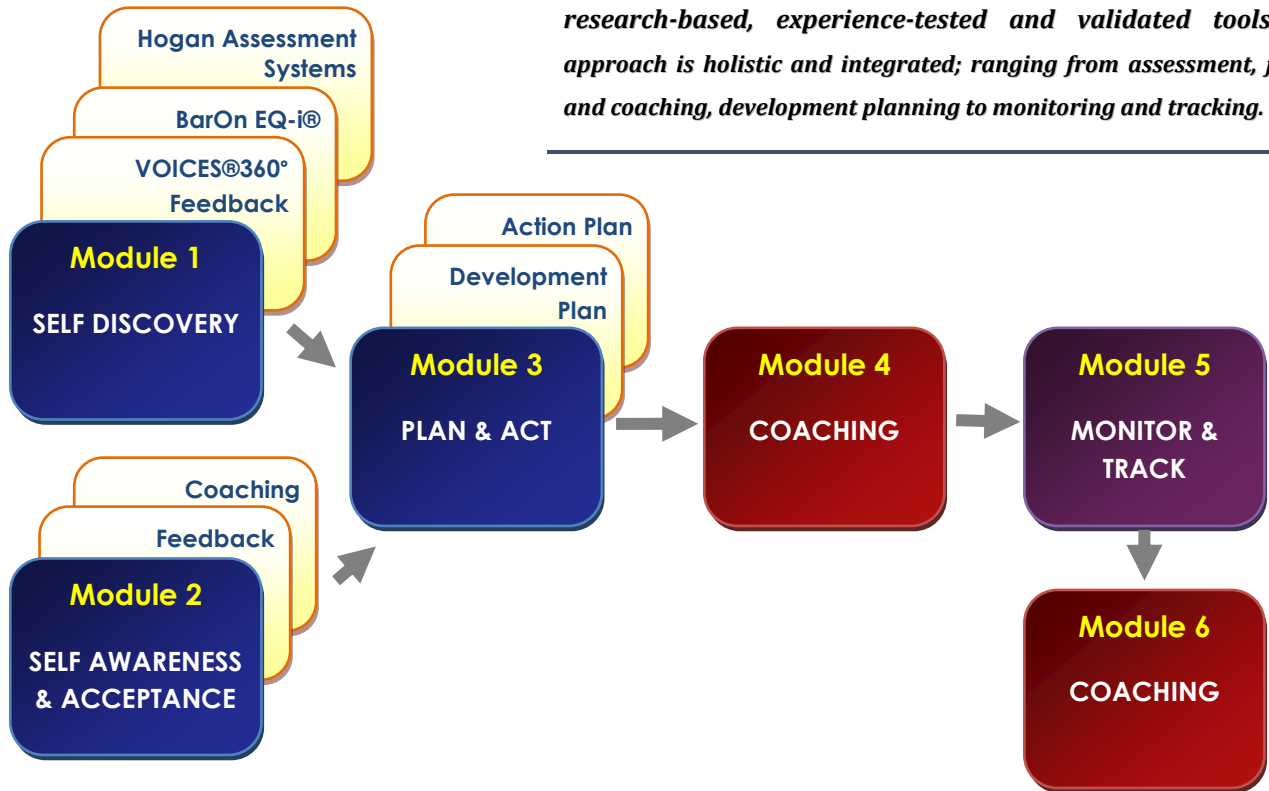 research-based, experience-tested and validated tools
approach is holistic and integrated; ranging from assessment,
and coaching, development planning to monitoring and tracking.
Hogan Assessment
Systems
BarOn EQ-i®
VOICES®360°
Feedback
Module 1
SELF DISCOVERY
Action Plan
Development
Plan
Module 3
PLAN & ACT
Module 4
COACHING
Module 5
MONITOR &
TRACK
Coaching
Feedback
Module 2
SELF AWARENESS
& ACCEPTANCE
Module 6
COACHING